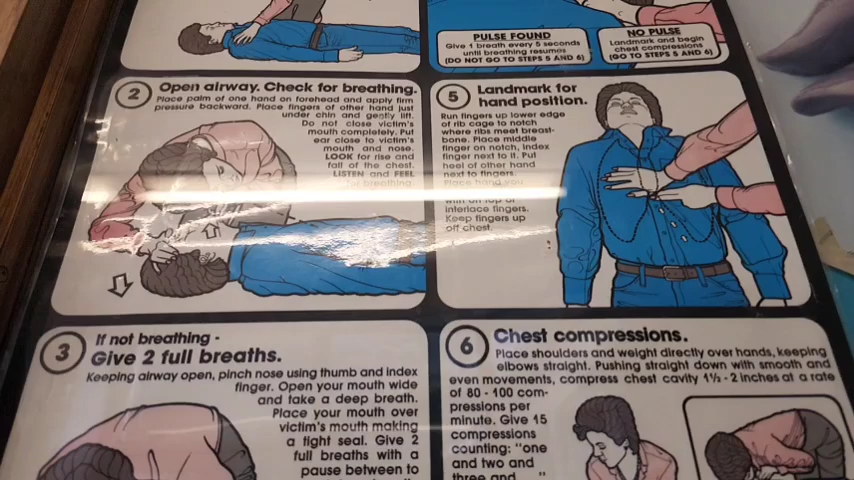 PULSE FOUND
Give 1 breath every 5 seconds
until breathing resumes
(DO NOT GO TO STEPS 5 AND 6)
NO PULSE
Landmark and begin
chest compressions
(GO TO STEPS 5 AND 6)
2
Open airway. Check for breathing.
Place palm of one hand on forehead and apply firm
pressure backward. Place fingers of other hand just
under chin and gently lift.
Do not close victim's
mouth completely. Put
ear close to victim's
mouth and nose.
LOOK for rise and
fall of the chest.
LISTEN and FEEL
for breathing.
5
Landmark for
hand position.
Run fingers up lower edge
of rib cage to notch
where ribs meet breast-
bone. Place middle
finger on notch, index
finger next to it. Put
heel of other hand
next to fingers.
Place hand you
with on top or
interlace fingers.
Keep fingers up
off chest.
3
If not breathing -
Give 2 full breaths.
Keeping airway open, pinch nose using thumb and index
finger. Open your mouth wide
and take a deep breath.
Place your mouth over
victim's mouth making
a tight seal. Give 2
full breaths with a
pause between to
6
Chest compressions.
Place shoulders and weight directly over hands, keeping
elbows straight. Pushing straight down with smooth and
even movements, compress chest cavity 1½ - 2 inches at a rate
of 80 - 100 com-
pressions per
minute. Give 15
compressions
counting: "one
and two and
three and "